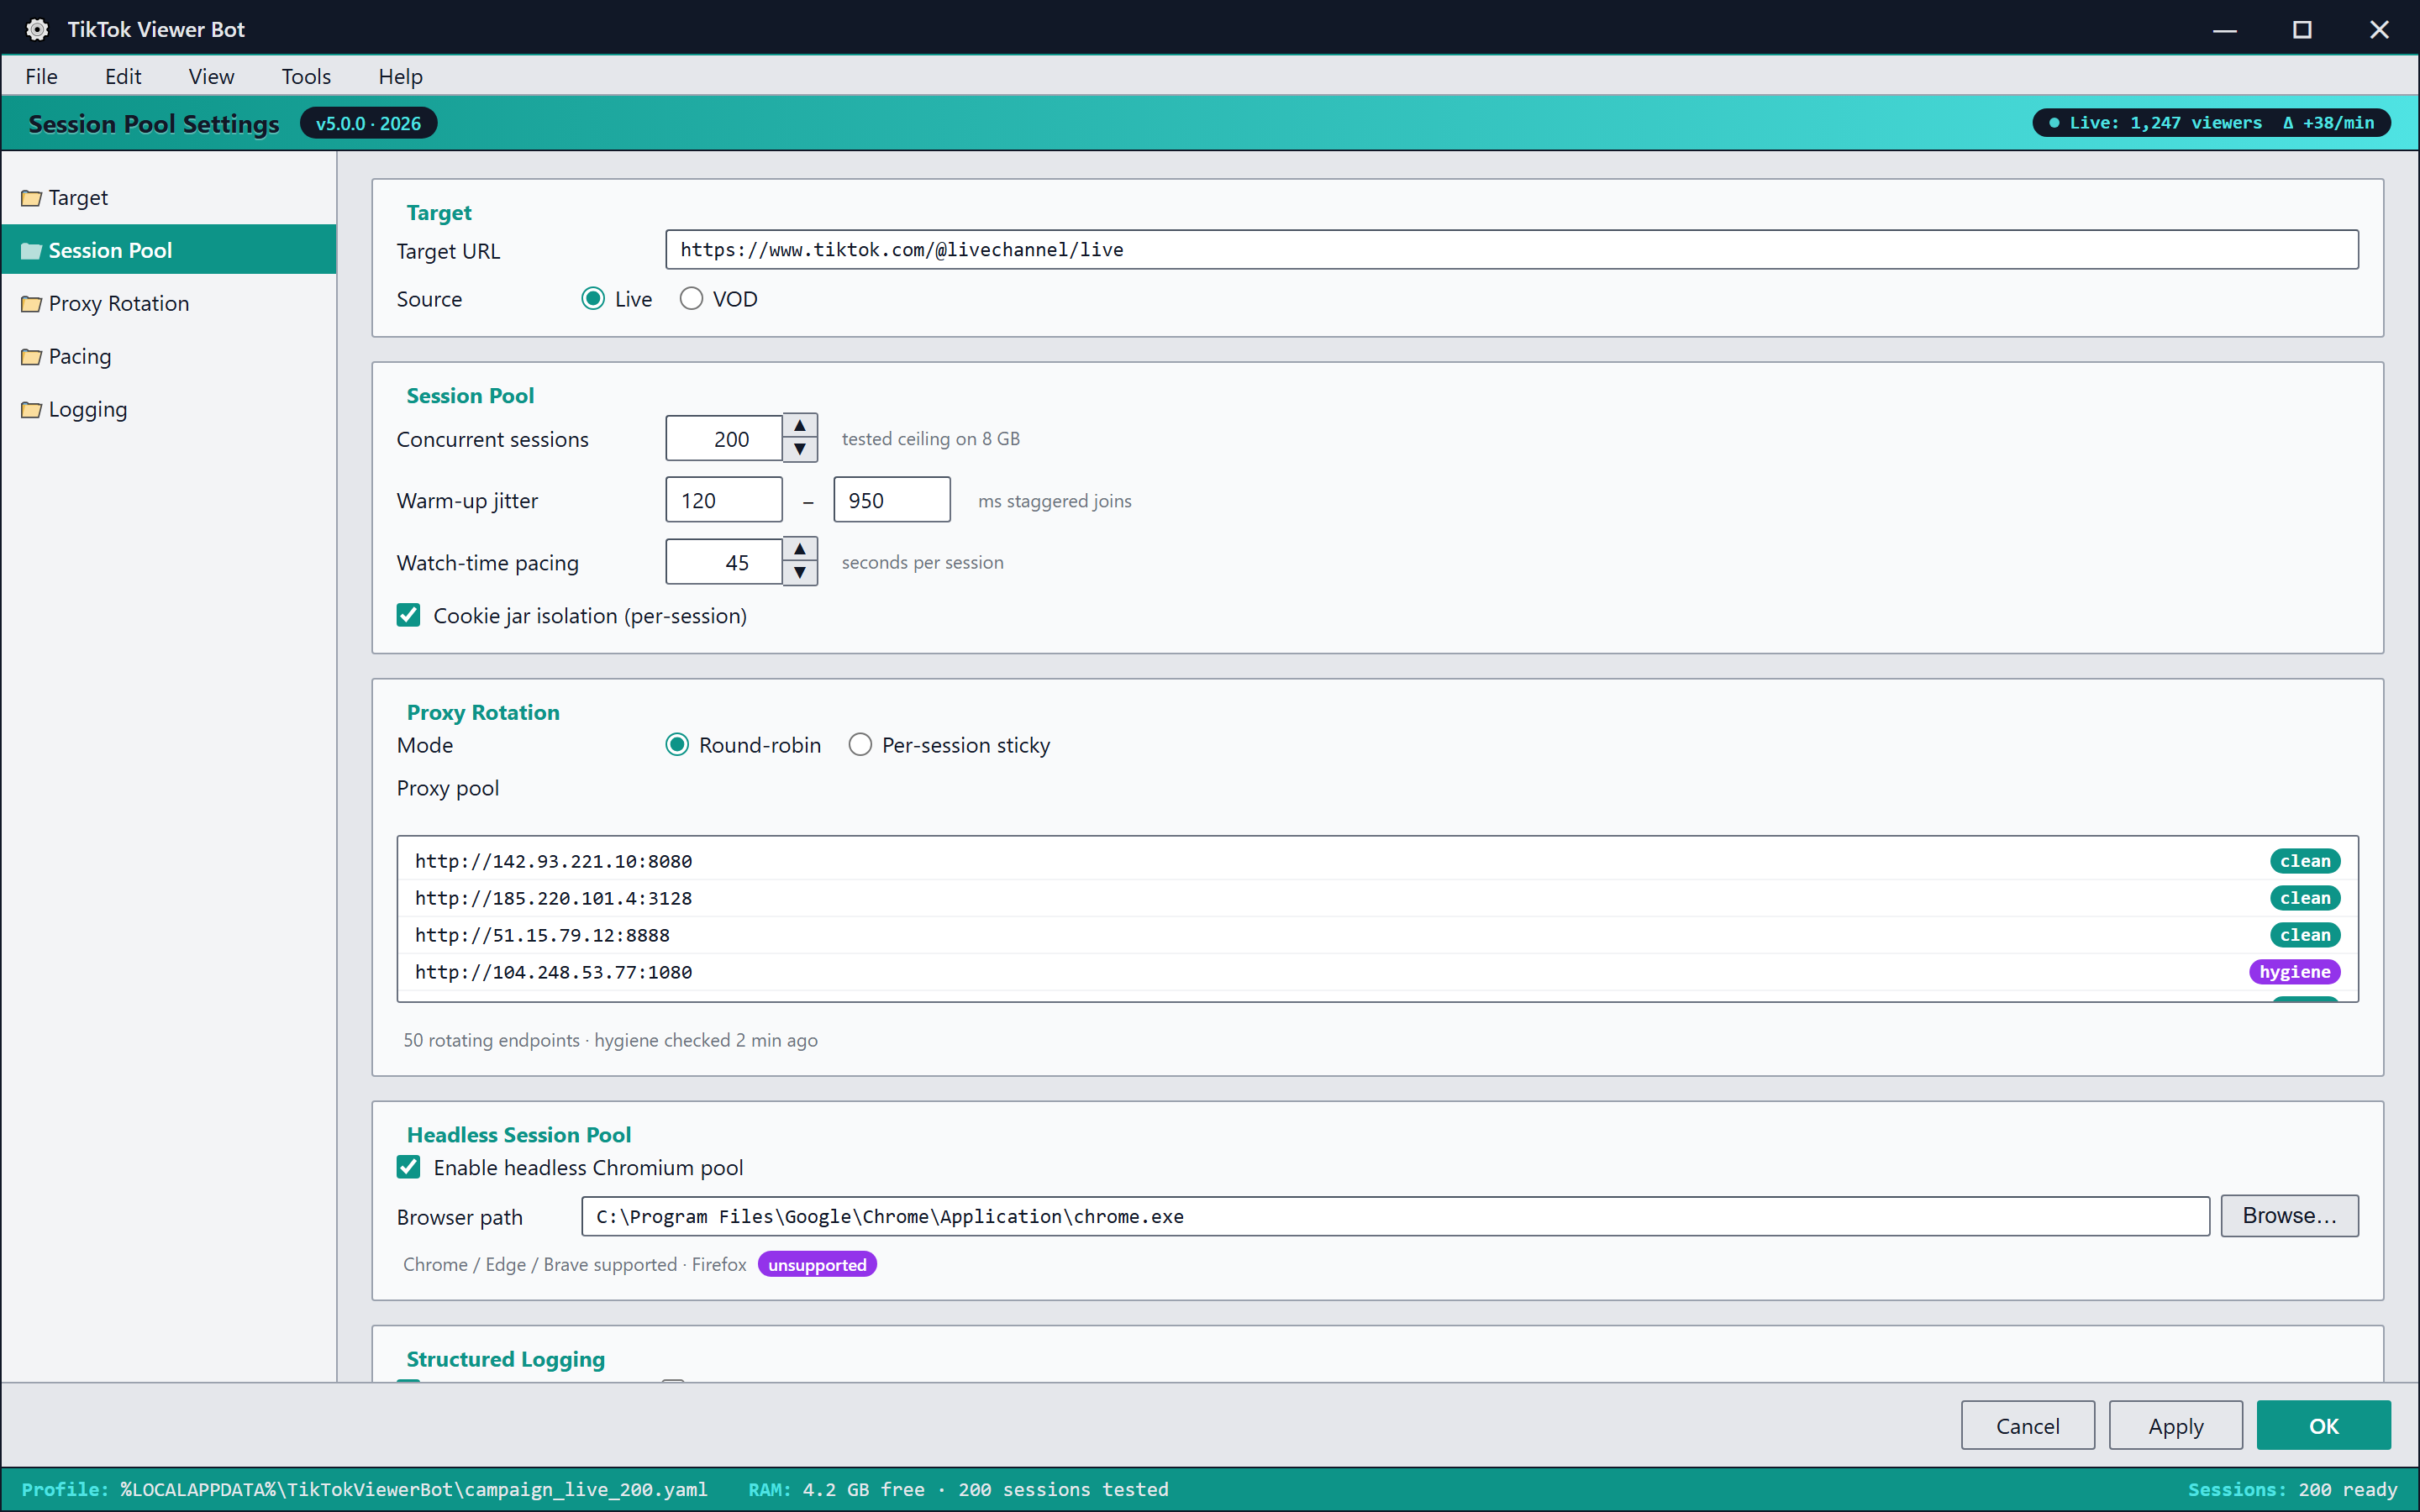 TikTok Viewer Bot
File Edit View Tools Help
Session Pool Settings v5.0.0 · 2026 ● Live: 1,247 viewers Δ +38/min
Target
Session Pool
Proxy Rotation
Pacing
Logging
Target
Target URL https://www.tiktok.com/@livechannel/live
Source Live VOD
Session Pool
Concurrent sessions 200 tested ceiling on 8 GB
Warm-up jitter 120 – 950 ms staggered joins
Watch-time pacing 45 seconds per session
Cookie jar isolation (per-session)
Proxy Rotation
Mode Round-robin Per-session sticky
Proxy pool
http://142.93.221.10:8080 clean
http://185.220.101.4:3128 clean
http://51.15.79.12:8888 clean
http://104.248.53.77:1080 hygiene
50 rotating endpoints · hygiene checked 2 min ago
Headless Session Pool
Enable headless Chromium pool
Browser path C:\Program Files\Google\Chrome\Application\chrome.exe Browse...
Chrome / Edge / Brave supported · Firefox unsupported
Structured Logging
Cancel Apply OK
Profile: %LOCALAPPDATA%\TikTokViewerBot\campaign_live_200.yaml RAM: 4.2 GB free · 200 sessions tested Sessions: 200 ready